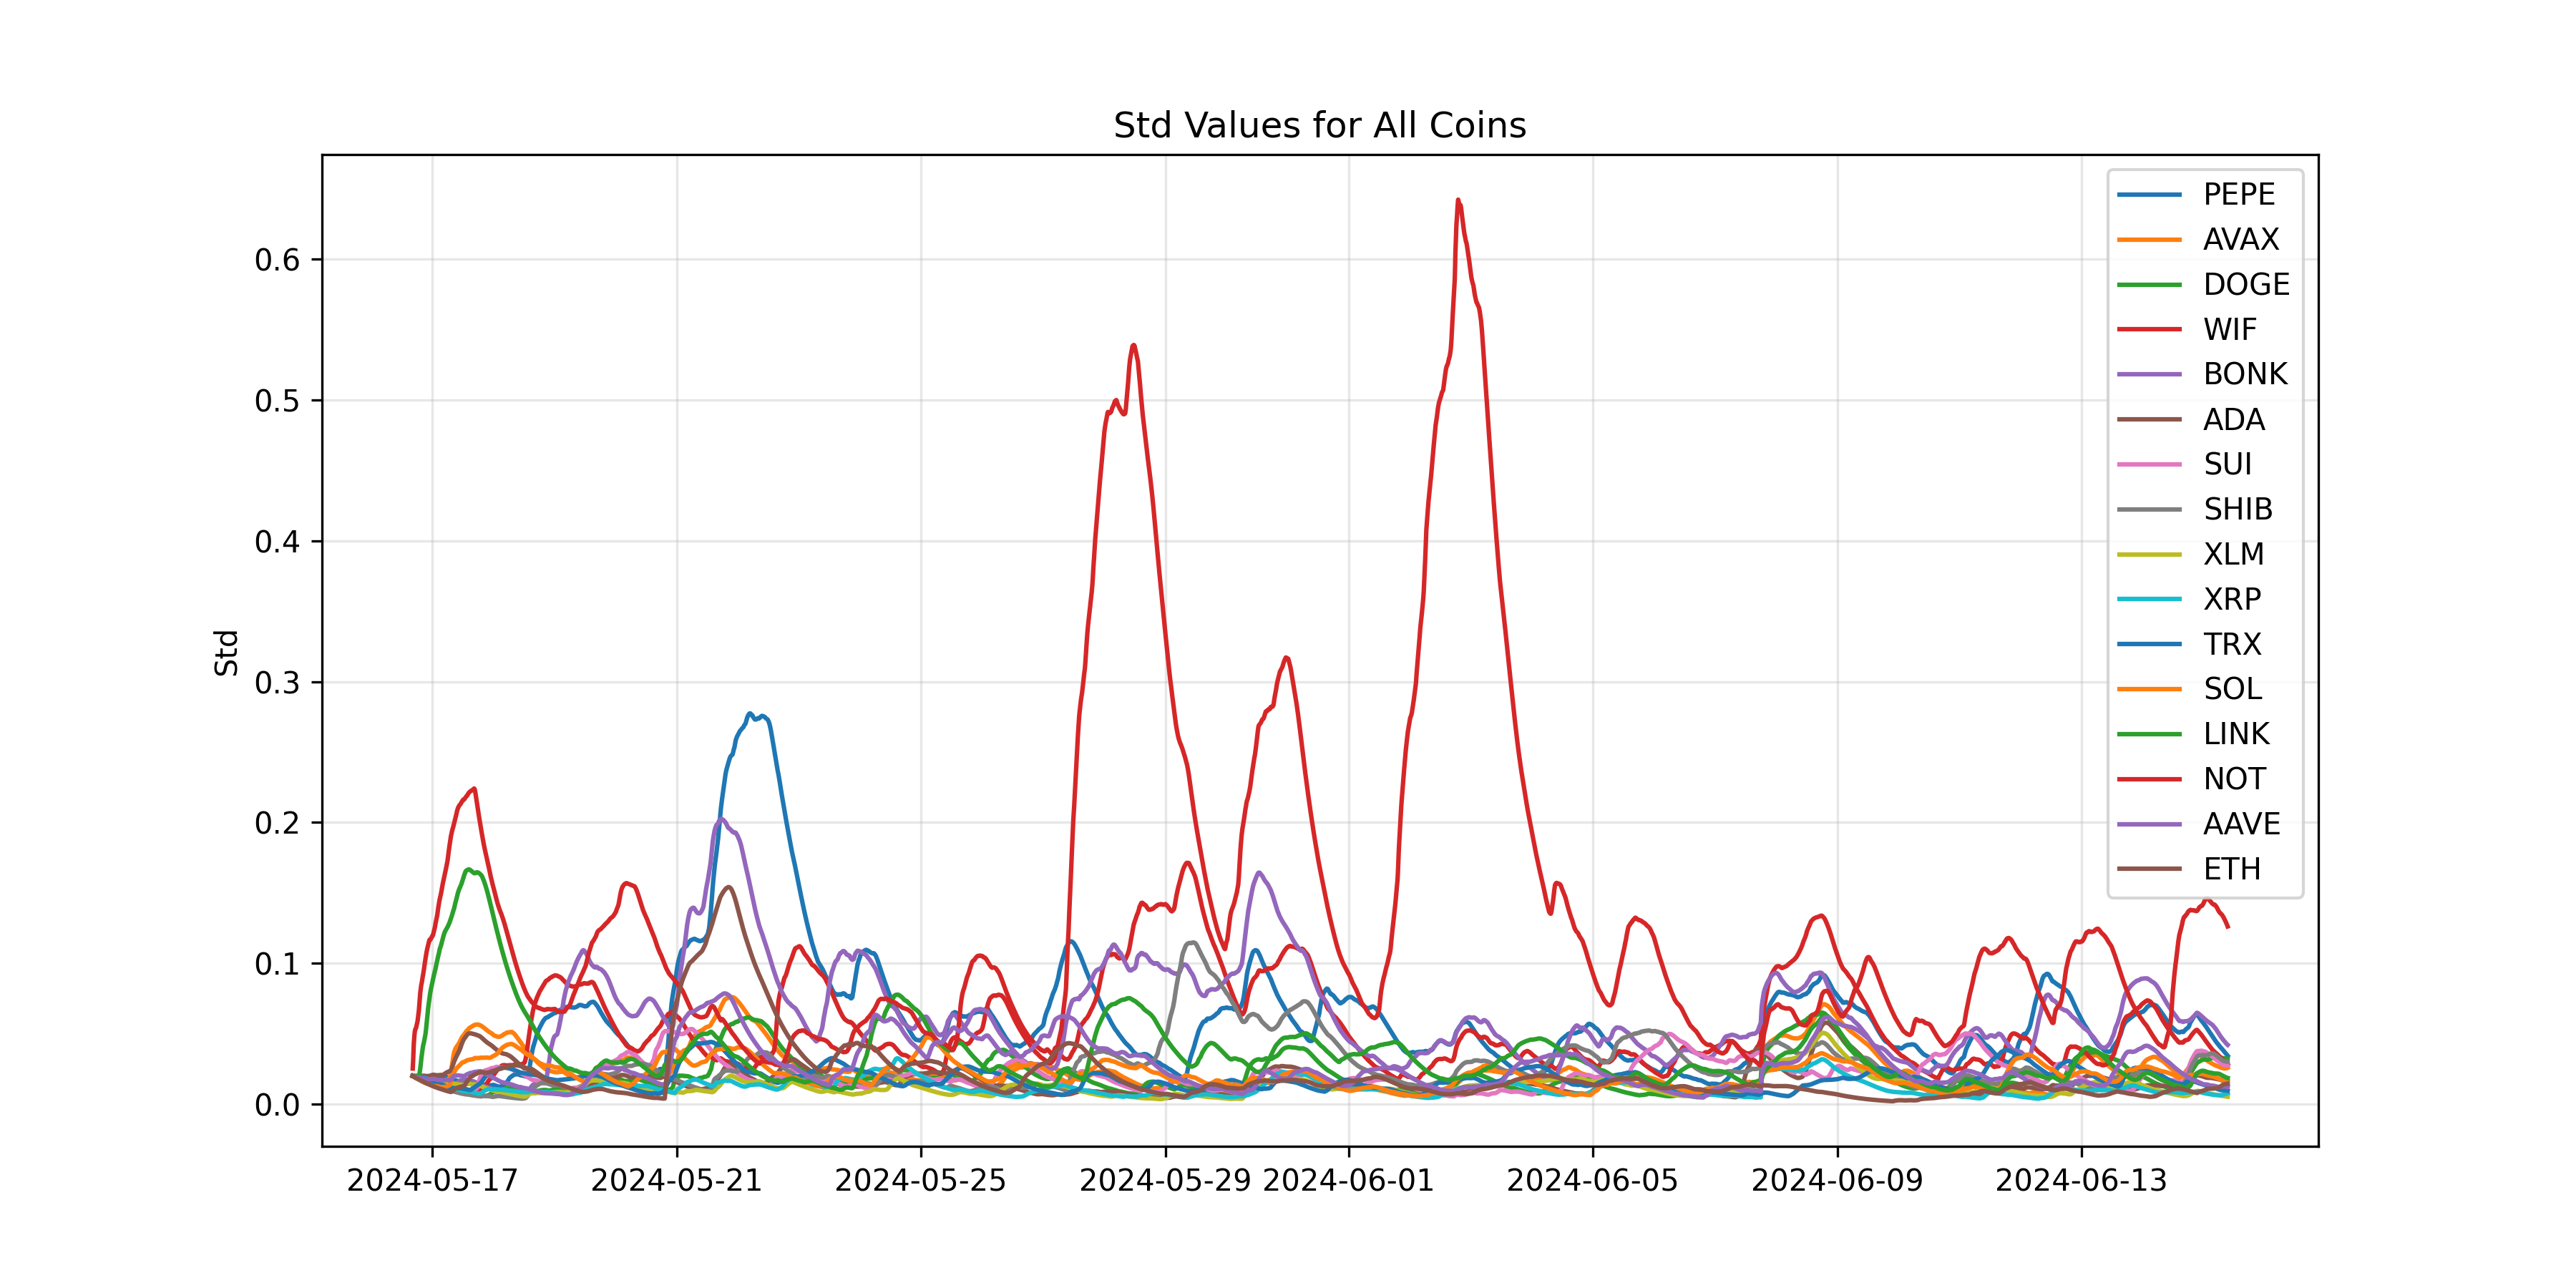 Std Values for All Coins
Std
0.6
0.5
0.4
0.3
0.2
0.1
0.0
2024-05-17
2024-05-21
2024-05-25
2024-05-29
2024-06-01
2024-06-05
2024-06-09
2024-06-13
PEPE
AVAX
DOGE
WIF
BONK
ADA
SUI
SHIB
XLM
XRP
TRX
SOL
LINK
NOT
AAVE
ETH